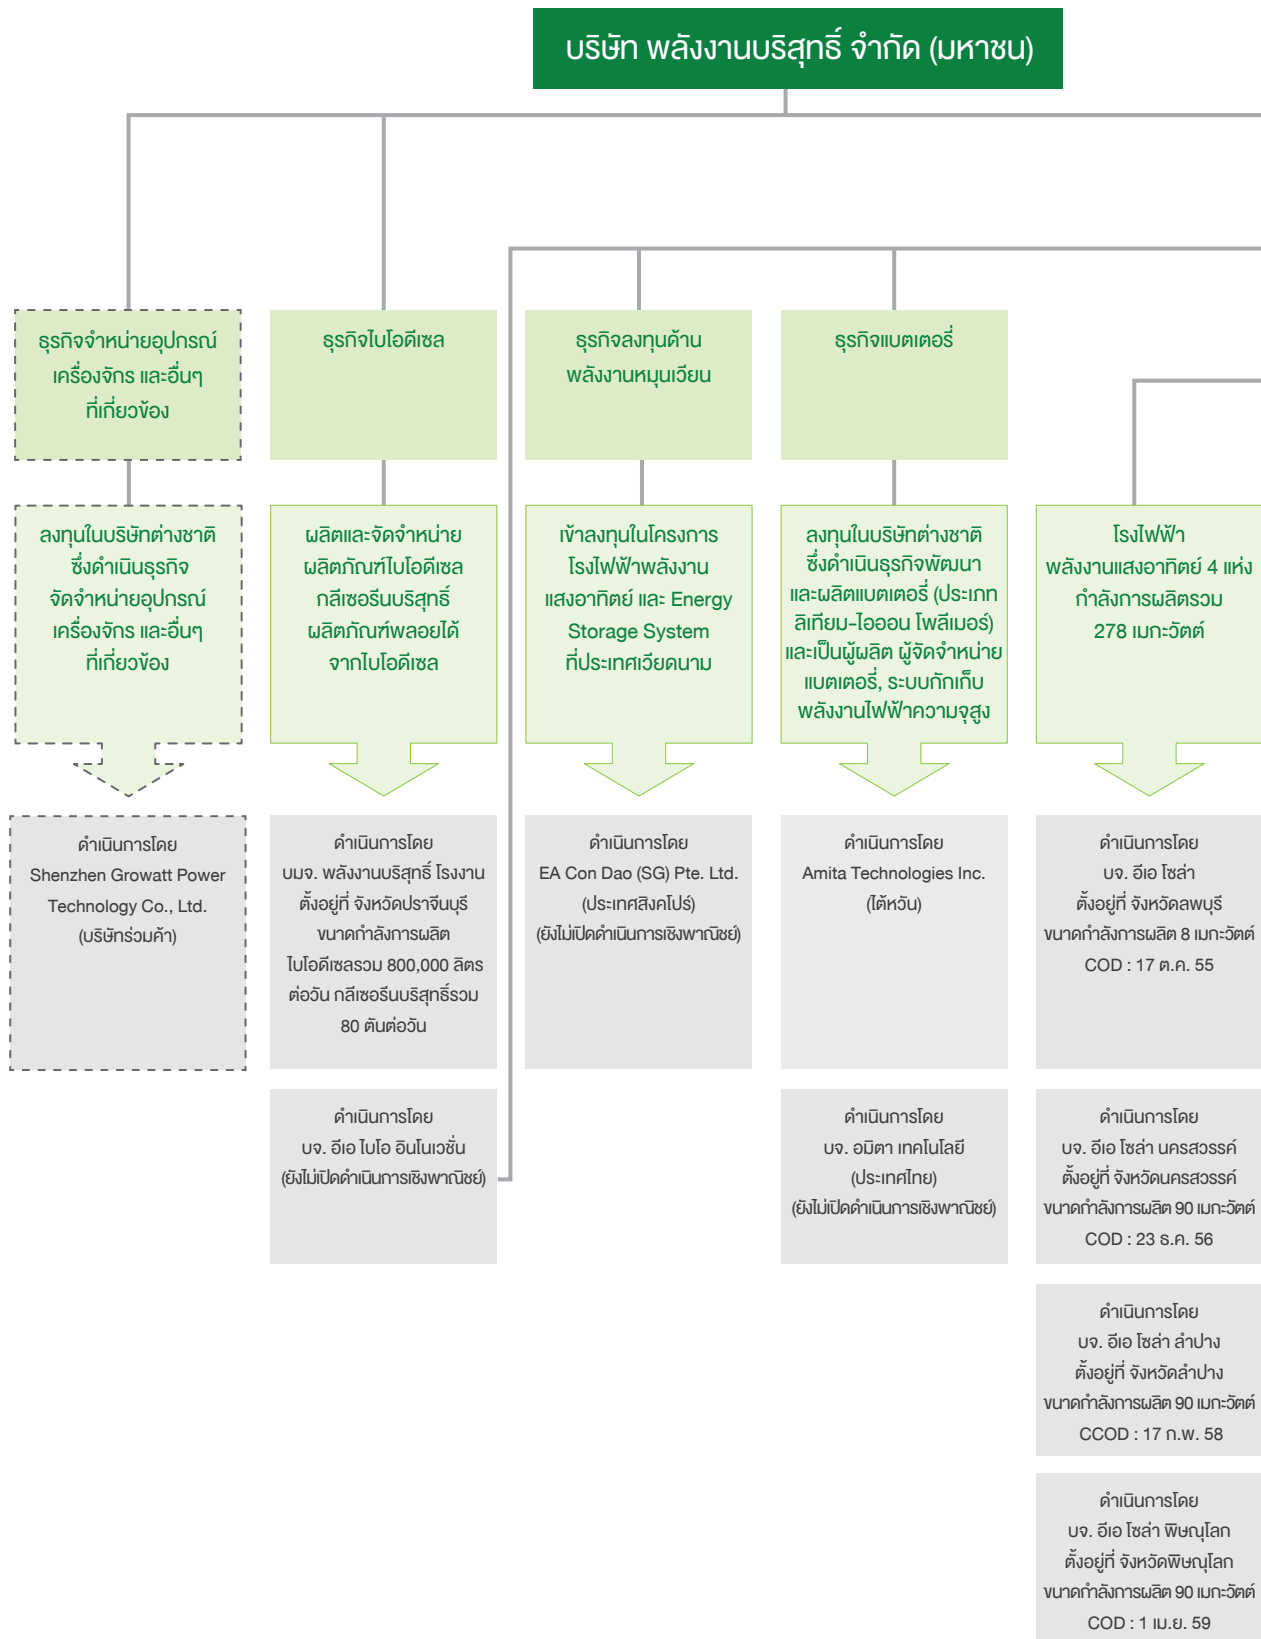 บริษัท พลังงานบริสุทธิ์ จำกัด (มหาชน)
ธุรกิจจำหน่ายอุปกรณ์
เครื่องจักร และอื่นๆ
ที่เกี่ยวข้อง
ลงทุนในบริษัทต่างชาติ
ซึ่งดำเนินธุรกิจ
จัดจำหน่ายอุปกรณ์
เครื่องจักร และอื่นๆ
ที่เกี่ยวข้อง
ดำเนินการโดย
Shenzhen Growatt Power
Technology Co., Ltd.
(บริษัทร่วมค้า)
ธุรกิจไบโอดีเซล
ผลิตและจัดจำหน่าย
ผลิตภัณฑ์ไบโอดีเซล
กลีเซอรีนบริสุทธิ์
ผลิตภัณฑ์พลอยได้
จากไบโอดีเซล
ดำเนินการโดย
บมจ. พลังงานบริสุทธิ์ โรงงาน
ตั้งอยู่ที่ จังหวัดปราจีนบุรี
ขนาดกำลังการผลิต
ไบโอดีเซลรวม 800,000 ลิตร
ต่อวัน กลีเซอรีนบริสุทธิ์รวม
80 ตันต่อวัน
ดำเนินการโดย
บจ. อีเอ ไบโอ อินโนเวชั่น
(ยังไม่เปิดดำเนินการเชิงพาณิชย์)
ธุรกิจลงทุนด้าน
พลังงานหมุนเวียน
เข้าลงทุนในโครงการ
โรงไฟฟ้าพลังงาน
แสงอาทิตย์ และ Energy
Storage System
ที่ประเทศเวียดนาม
ดำเนินการโดย
EA Con Dao (SG) Pte. Ltd.
(ประเทศสิงคโปร์)
(ยังไม่เปิดดำเนินการเชิงพาณิชย์)
ธุรกิจแบตเตอรี่
ลงทุนในบริษัทต่างชาติ
ซึ่งดำเนินธุรกิจพัฒนา
และผลิตแบตเตอรี่ (ประเภท
ลิเทียม-ไอออน โพลีเมอร์)
และเป็นผู้ผลิต ผู้จัดจำหน่าย
แบตเตอรี่, ระบบกักเก็บ
พลังงานไฟฟ้าความจุสูง
ดำเนินการโดย
Amita Technologies Inc.
(ไต้หวัน)
ดำเนินการโดย
บจ. อมิตา เทคโนโลยี
(ประเทศไทย)
(ยังไม่เปิดดำเนินการเชิงพาณิชย์)
โรงไฟฟ้า
พลังงานแสงอาทิตย์ 4 แห่ง
กำลังการผลิตรวม
278 เมกะวัตต์
ดำเนินการโดย
บจ. อีเอ โซล่า
ตั้งอยู่ที่ จังหวัดลพบุรี
ขนาดกำลังการผลิต 8 เมกะวัตต์
COD : 17 ต.ค. 55
ดำเนินการโดย
บจ. อีเอ โซล่า นครสวรรค์
ตั้งอยู่ที่ จังหวัดนครสวรรค์
ขนาดกำลังการผลิต 90 เมกะวัตต์
COD : 23 ธ.ค. 56
ดำเนินการโดย
บจ. อีเอ โซล่า ลำปาง
ตั้งอยู่ที่ จังหวัดลำปาง
ขนาดกำลังการผลิต 90 เมกะวัตต์
CCOD : 17 ก.พ. 58
ดำเนินการโดย
บจ. อีเอ โซล่า พิษณุโลก
ตั้งอยู่ที่ จังหวัดพิษณุโลก
ขนาดกำลังการผลิต 90 เมกะวัตต์
COD : 1 เม.ย. 59